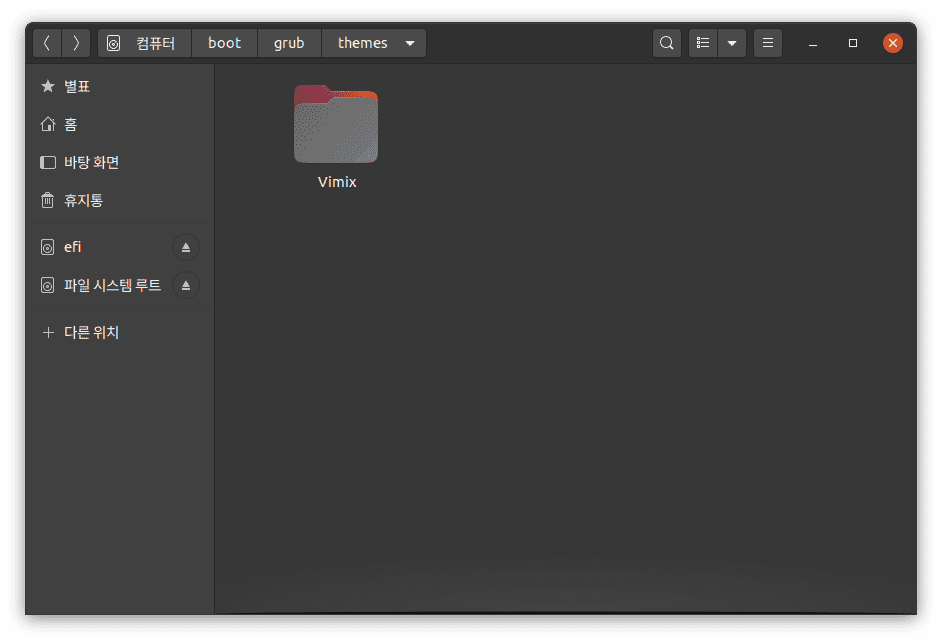 컴퓨터 boot grub themes
별표
홈
바탕 화면
휴지통
efi
파일 시스템 루트
다른 위치
Vimix